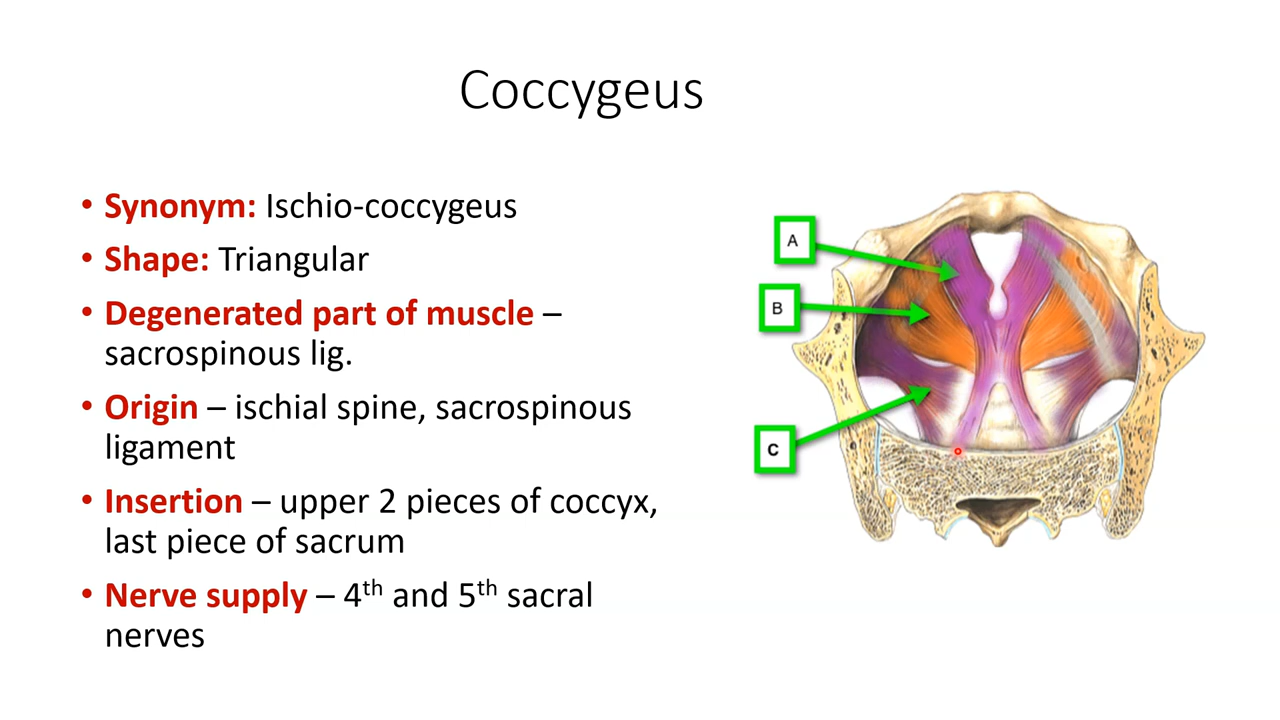 Coccygeus
• Synonym: Ischio-coccygeus
• Shape: Triangular
• Degenerated part of muscle –
sacrospinous lig.
• Origin – ischial spine, sacrospinous
ligament
• Insertion – upper 2 pieces of coccyx,
last piece of sacrum
• Nerve supply – 4th and 5th sacral
nerves
A
B
C